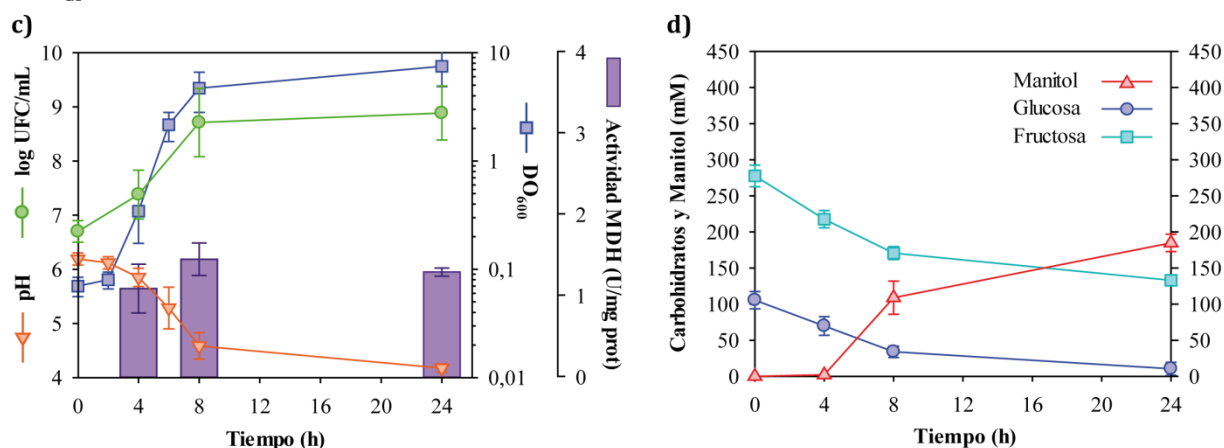 c)
10
9
8
7
6
5
4
log UFC/mL
pH
0 4 8 12 16 20 24
Tiempo (h)
10
1
0,1
0,01
DO600
4
3
2
1
0
Actividad MDH (U/mg prot)
d)
450
400
350
300
250
200
150
100
50
0
Carbohidratos y Manitol (mM)
Manitol
Glucosa
Fructosa
0 4 8 12 16 20 24
Tiempo (h)
450
400
350
300
250
200
150
100
50
0